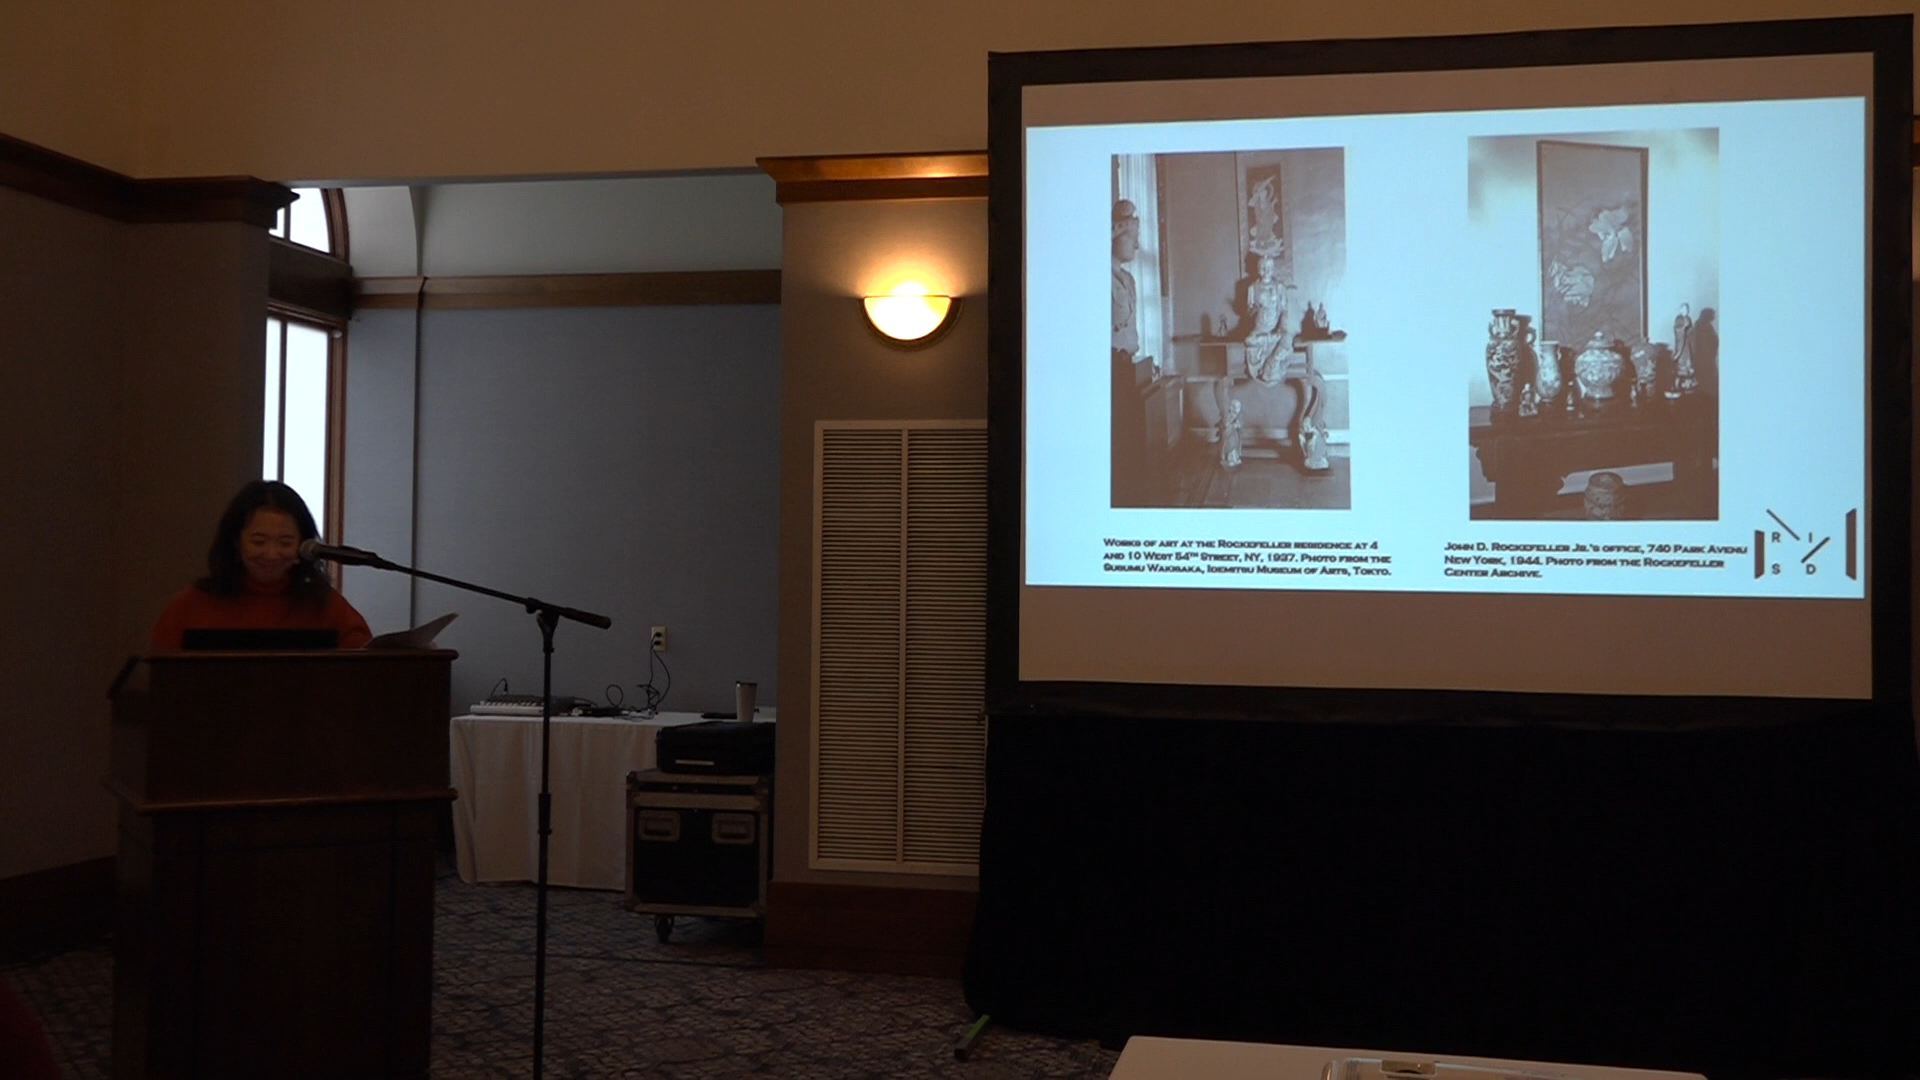 Works of art at the Rockefeller residence at 4
and 10 West 54th Street, NY, 1937. Photo from the
Susumu Wakisaka, Idemitsu Museum of Arts, Tokyo.
John D. Rockefeller Jr.'s office, 740 Park Avenu
New York, 1944. Photo from the Rockefeller
Center Archive.
R I
S D